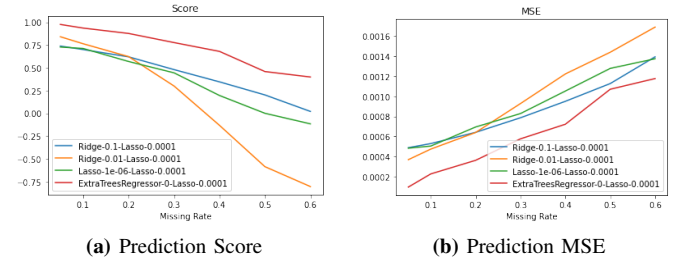 Score
1.00
0.75
0.50
0.25
0.00
−0.25
−0.50
−0.75
Ridge-0.1-Lasso-0.0001
Ridge-0.01-Lasso-0.0001
Lasso-1e-06-Lasso-0.0001
ExtraTreesRegressor-0-Lasso-0.0001
0.1 0.2 0.3 0.4 0.5 0.6
Missing Rate
(a) Prediction Score
MSE
0.0016
0.0014
0.0012
0.0010
0.0008
0.0006
0.0004
0.0002
Ridge-0.1-Lasso-0.0001
Ridge-0.01-Lasso-0.0001
Lasso-1e-06-Lasso-0.0001
ExtraTreesRegressor-0-Lasso-0.0001
0.1 0.2 0.3 0.4 0.5 0.6
Missing Rate
(b) Prediction MSE